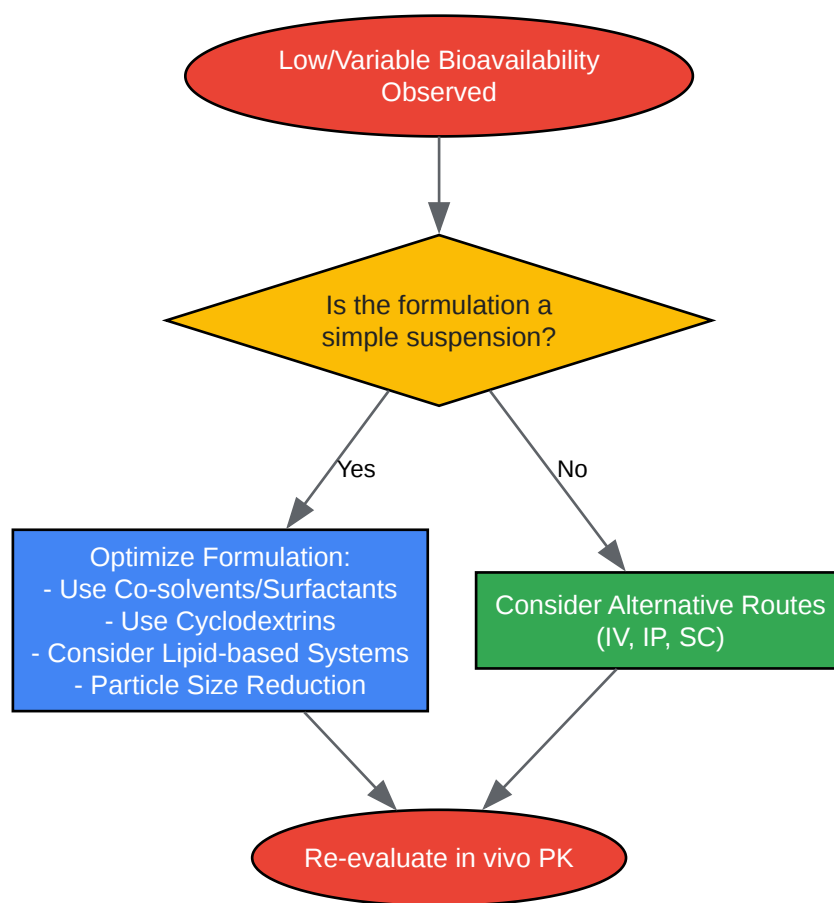 Low/Variable Bioavailability
Observed
Is the formulation a
simple suspension?
Yes
No
Optimize Formulation:
- Use Co-solvents/Surfactants
- Use Cyclodextrins
- Consider Lipid-based Systems
- Particle Size Reduction
Consider Alternative Routes
(IV, IP, SC)
Re-evaluate in vivo PK